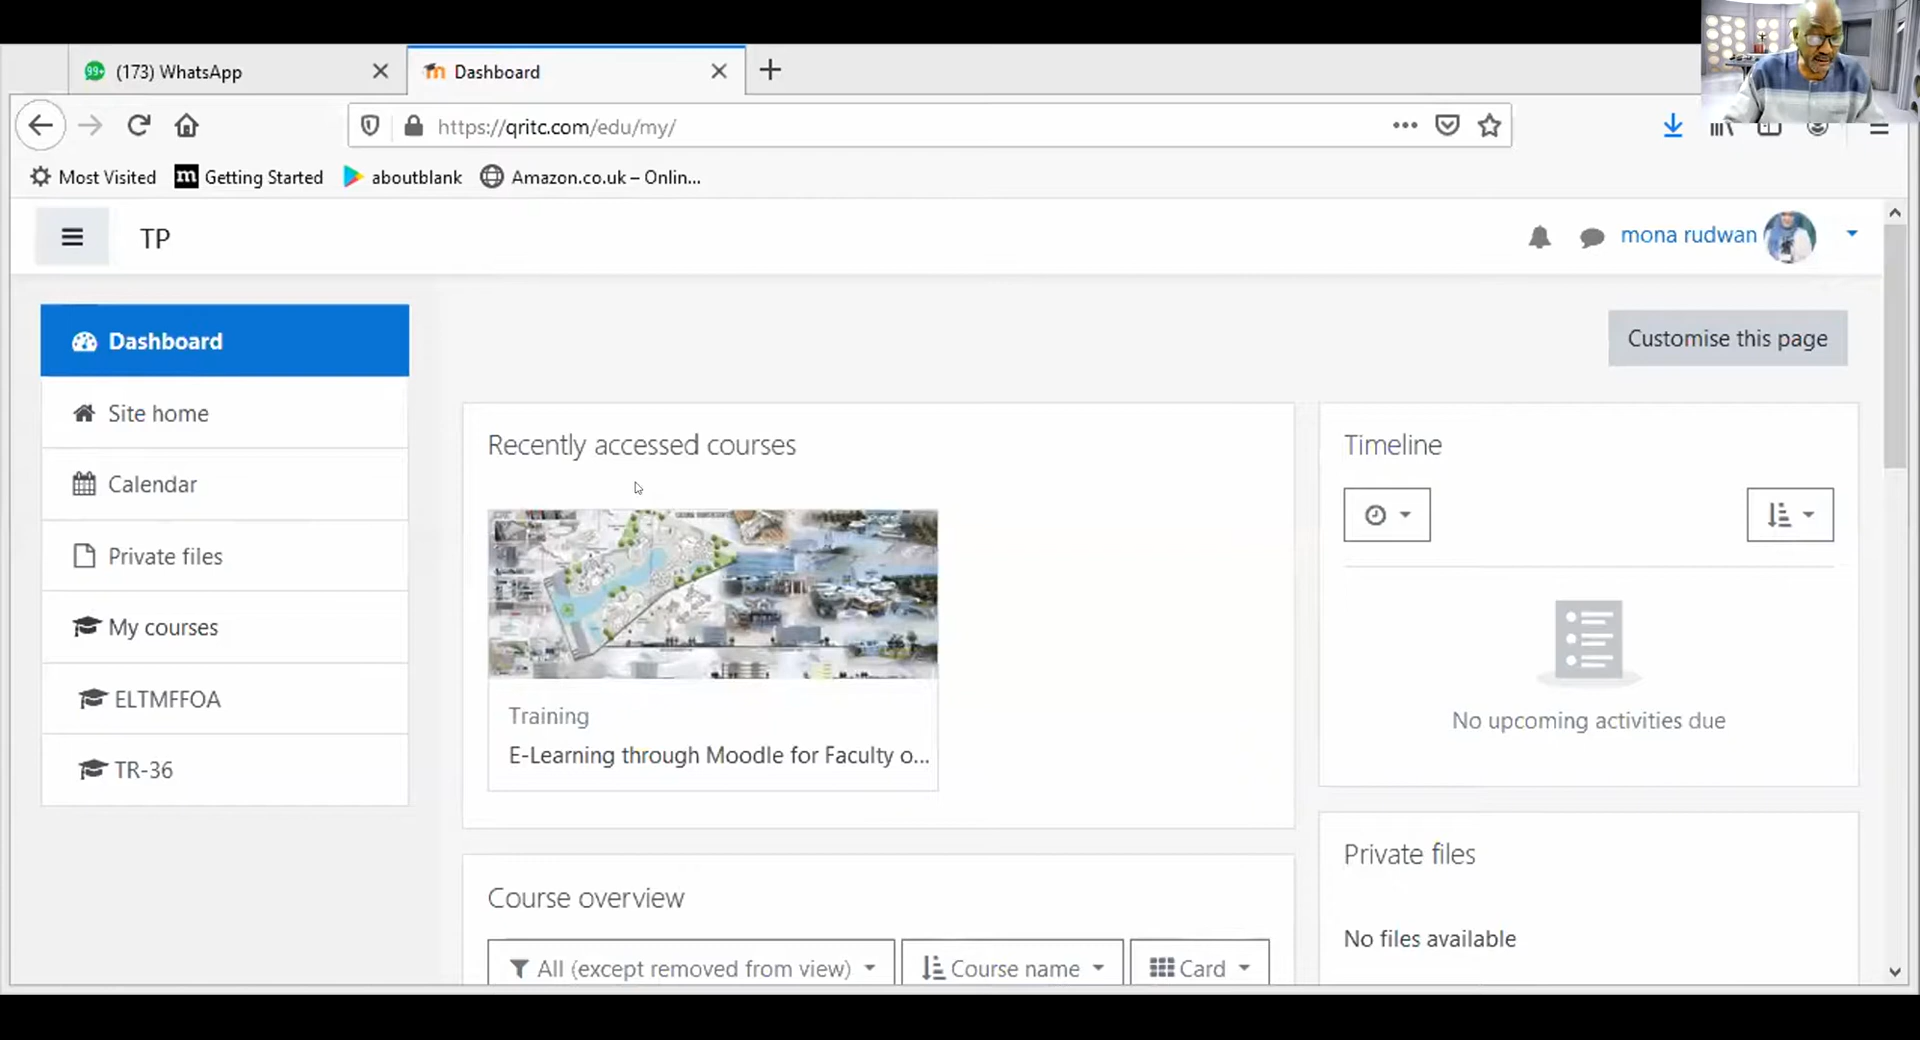 (173) WhatsApp
Dashboard
https://qritc.com/edu/my/
Most Visited
Getting Started
aboutblank
Amazon.co.uk – Onlin...
TP
mona rudwan
Dashboard
Customise this page
Site home
Calendar
Private files
My courses
ELTMFFOA
TR-36
Recently accessed courses
Training
E-Learning through Moodle for Faculty o...
Timeline
No upcoming activities due
Private files
No files available
Course overview
All (except removed from view)
Course name
Card